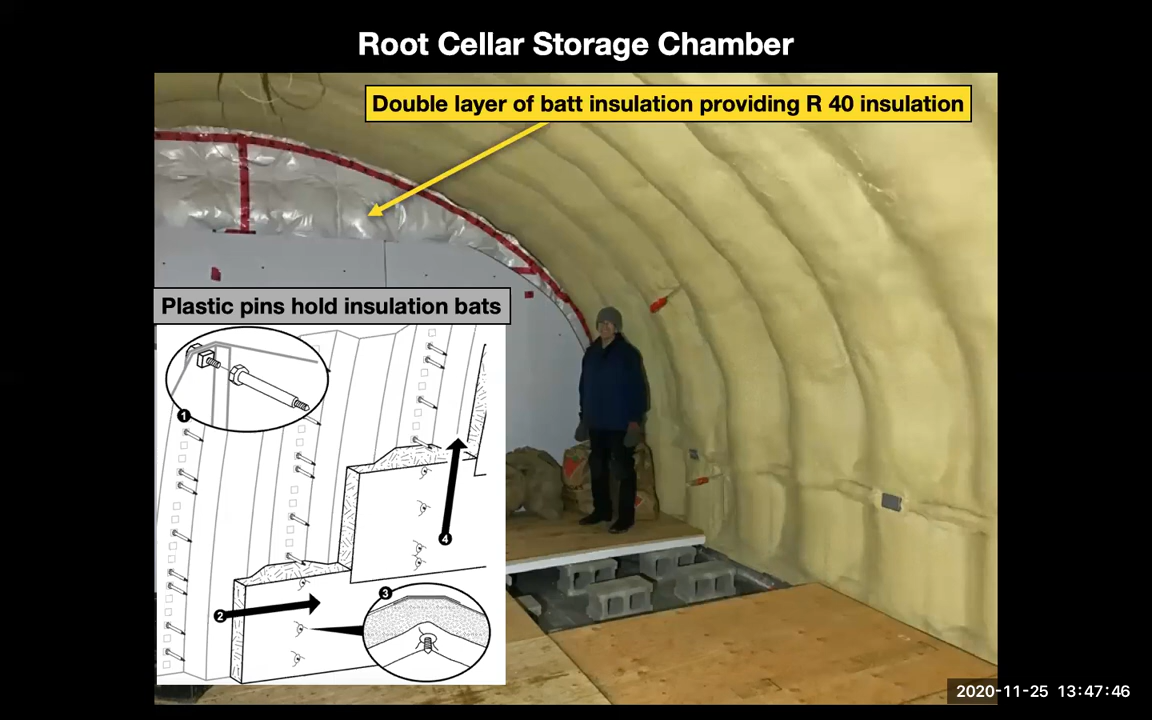 Root Cellar Storage Chamber
Double layer of batt insulation providing R 40 insulation
Plastic pins hold insulation bats
1
4
3
2
2020-11-25 13:47:46